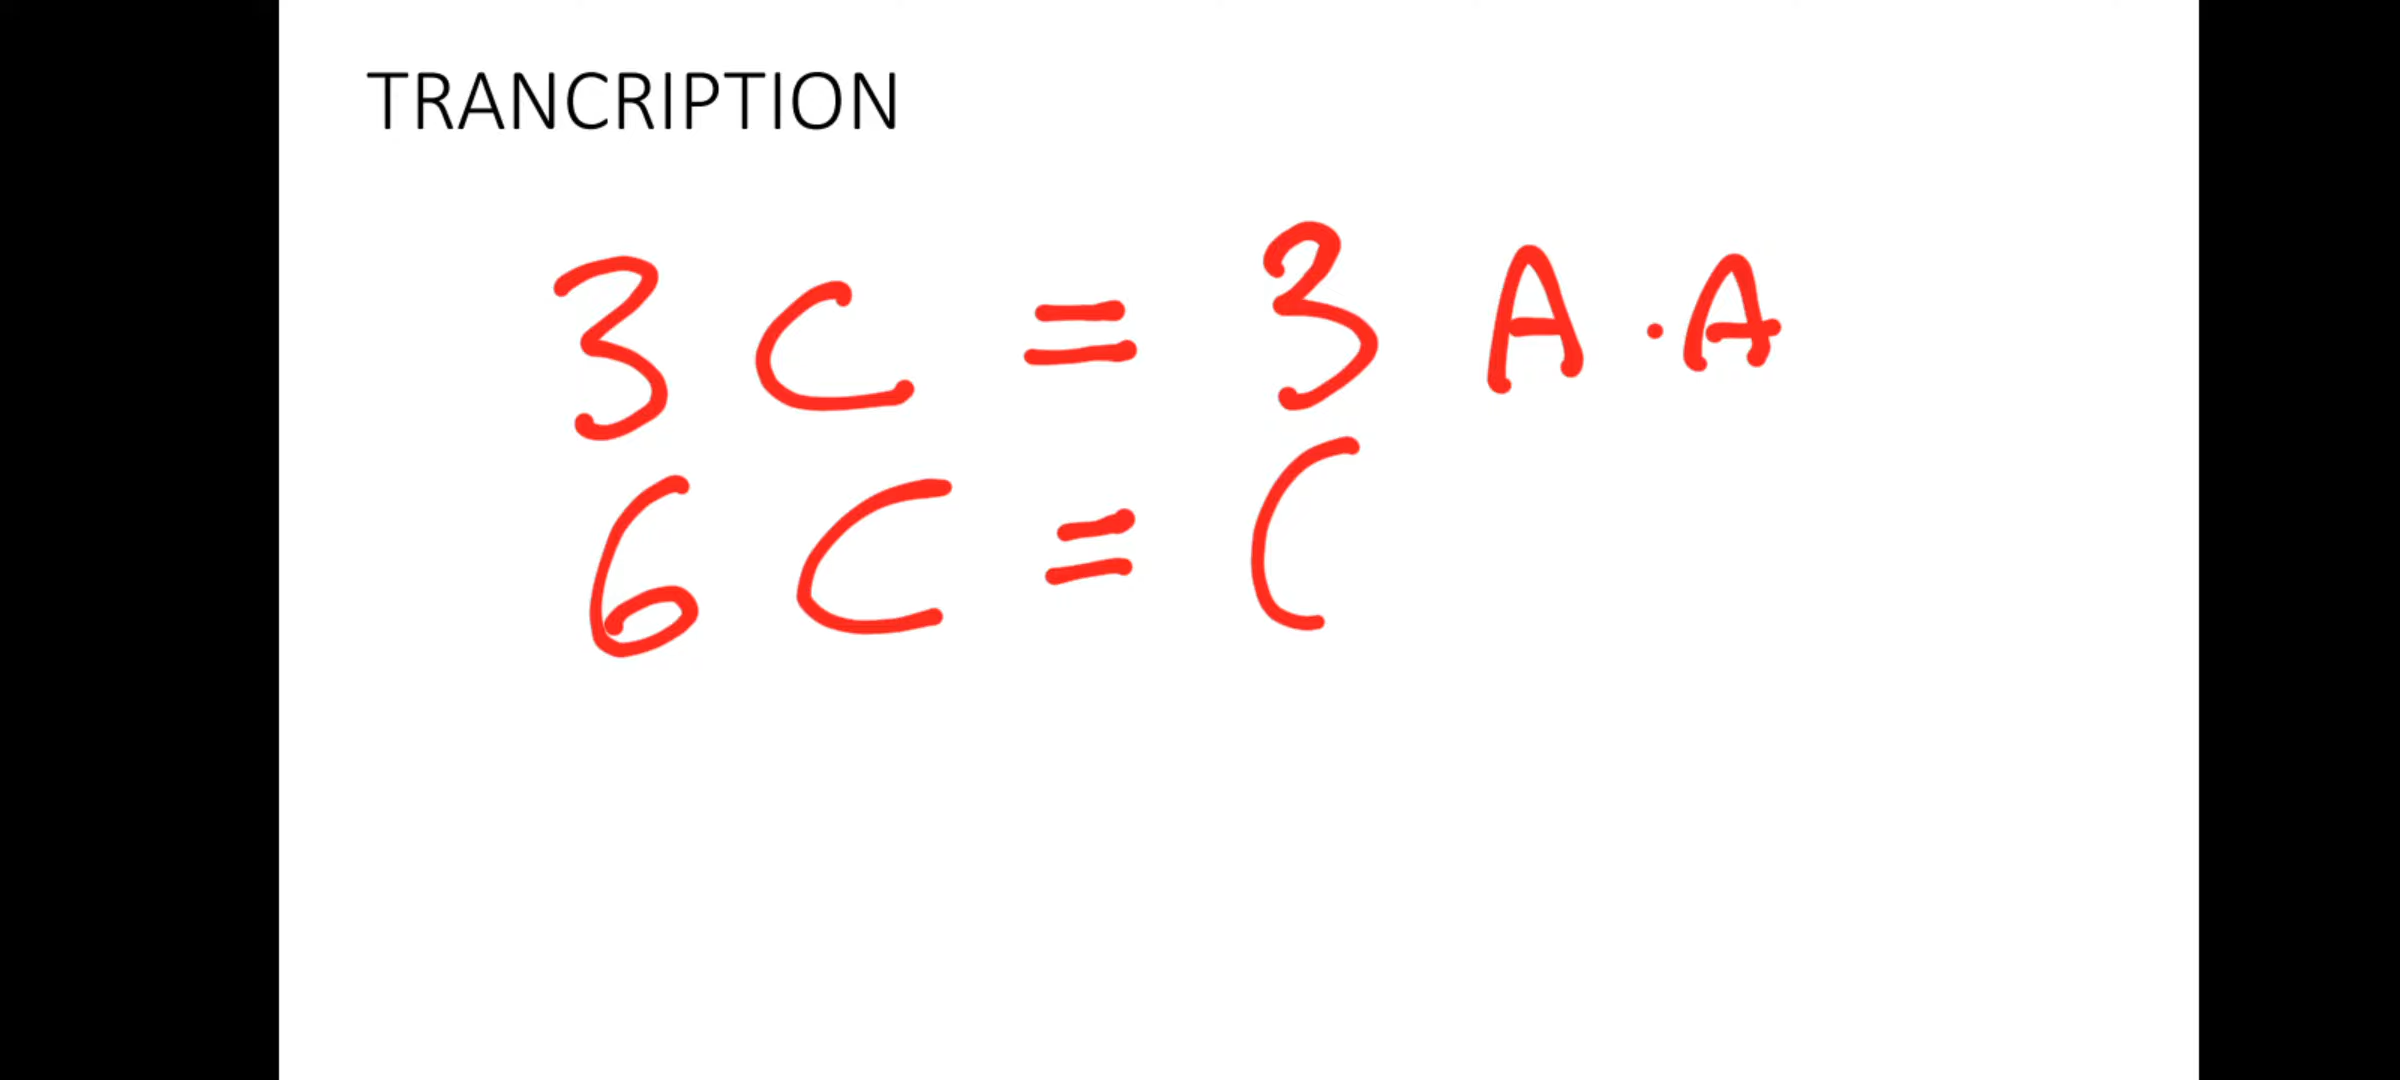 TRANCRIPTION
3 C = 3 A.A
6 C = (